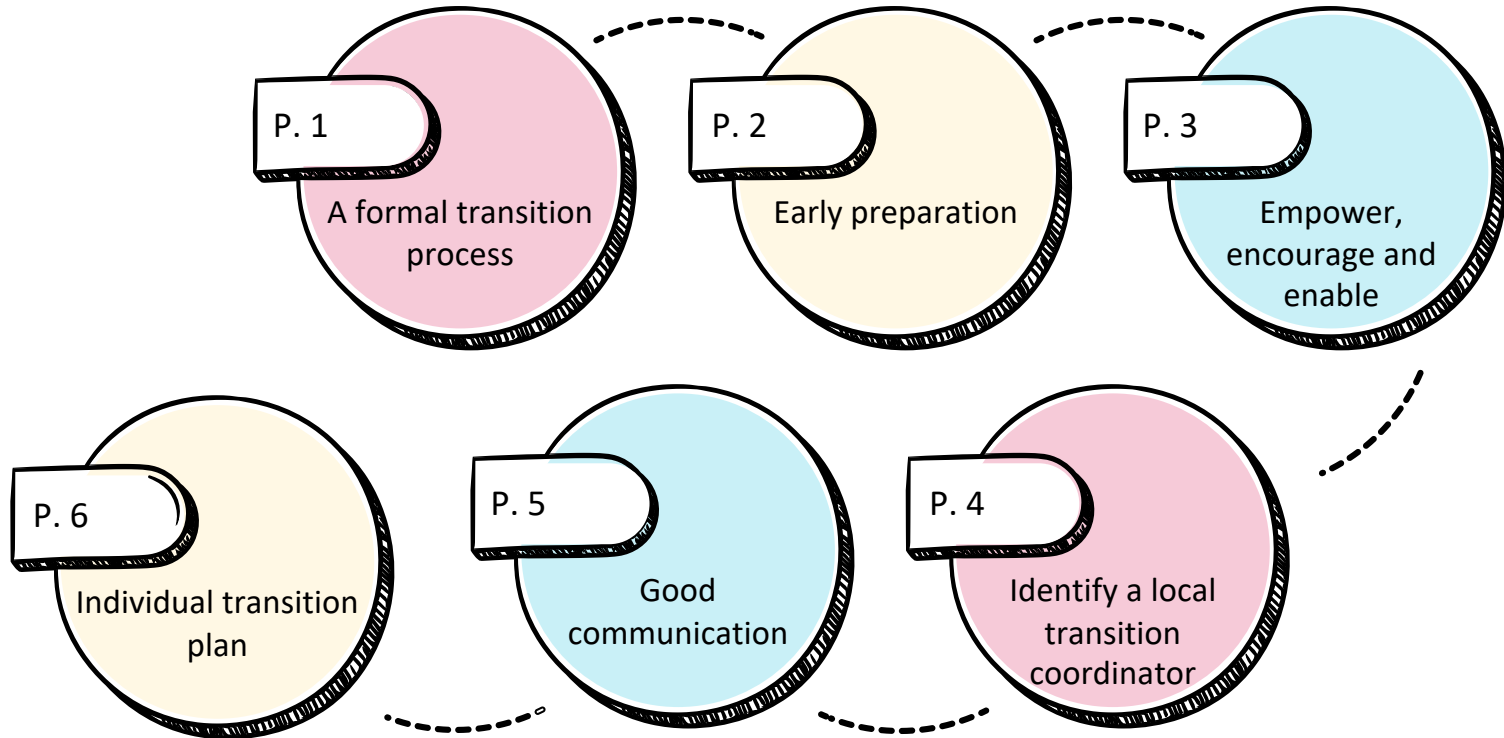 P. 1
A formal transition
process
P. 2
Early preparation
P. 3
Empower,
encourage and
enable
P. 4
Identify a local
transition
coordinator
P. 5
Good
communication
P. 6
Individual transition
plan